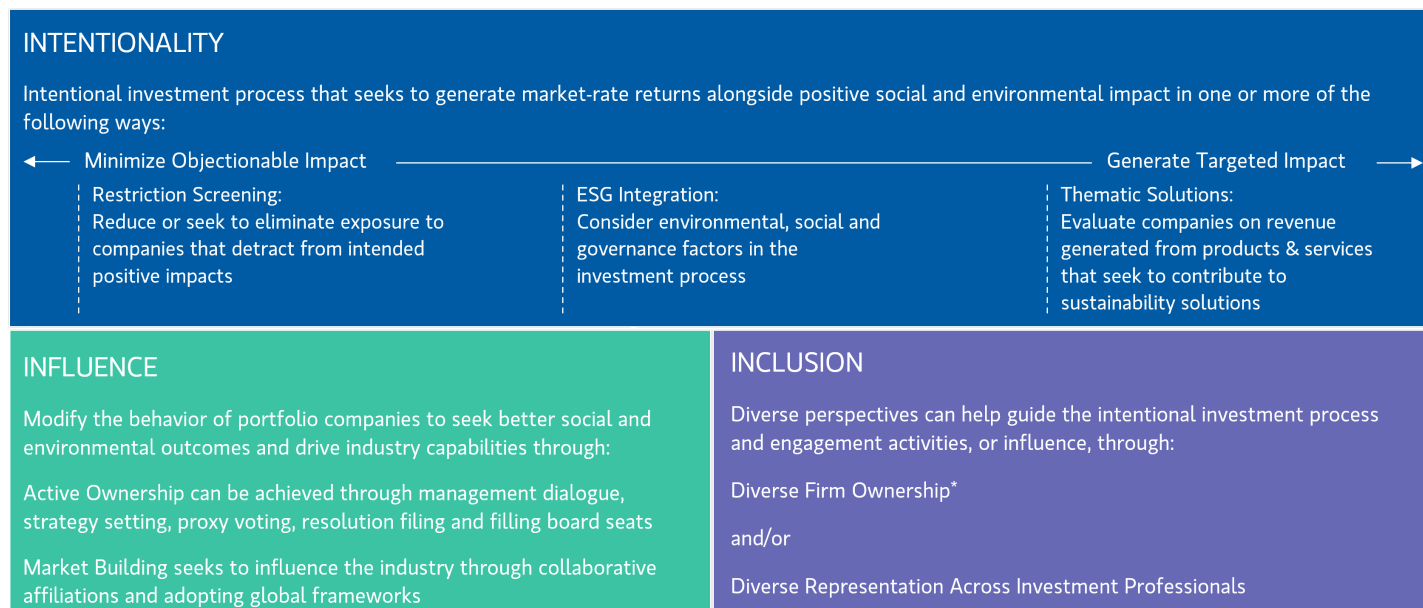 INTENTIONALITY
Intentional investment process that seeks to generate market-rate returns alongside positive social and environmental impact in one or more of the
following ways:
Minimize Objectionable Impact
Generate Targeted Impact
Restriction Screening:
Reduce or seek to eliminate exposure to
companies that detract from intended
positive impacts
ESG Integration:
Consider environmental, social and
governance factors in the
investment process
Thematic Solutions:
Evaluate companies on revenue
generated from products & services
that seek to contribute to
sustainability solutions
INFLUENCE
Modify the behavior of portfolio companies to seek better social and
environmental outcomes and drive industry capabilities through:
Active Ownership can be achieved through management dialogue,
strategy setting, proxy voting, resolution filing and filling board seats
Market Building seeks to influence the industry through collaborative
affiliations and adopting global frameworks
INCLUSION
Diverse perspectives can help guide the intentional investment process
and engagement activities, or influence, through:
Diverse Firm Ownership*
and/or
Diverse Representation Across Investment Professionals